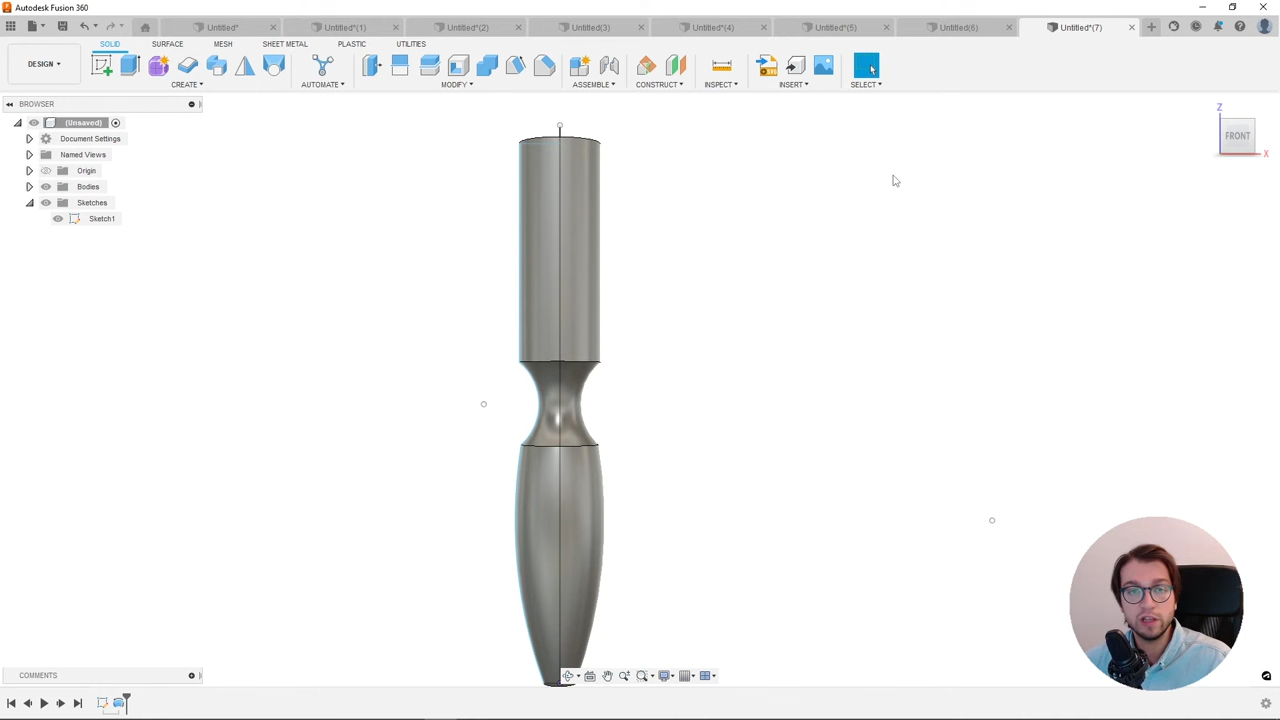 Autodesk Fusion 360
Untitled*
Untitled*(1)
Untitled*(2)
Untitled(3)
Untitled*(4)
Untitled*(5)
Untitled(6)
Untitled*(7)
SOLID
SURFACE
MESH
SHEET METAL
PLASTIC
UTILITIES
DESIGN
CREATE
AUTOMATE
MODIFY
ASSEMBLE
CONSTRUCT
INSPECT
INSERT
SELECT
BROWSER
(Unsaved)
Document Settings
Named Views
Origin
Bodies
Sketches
Sketch1
Z
FRONT
X
COMMENTS